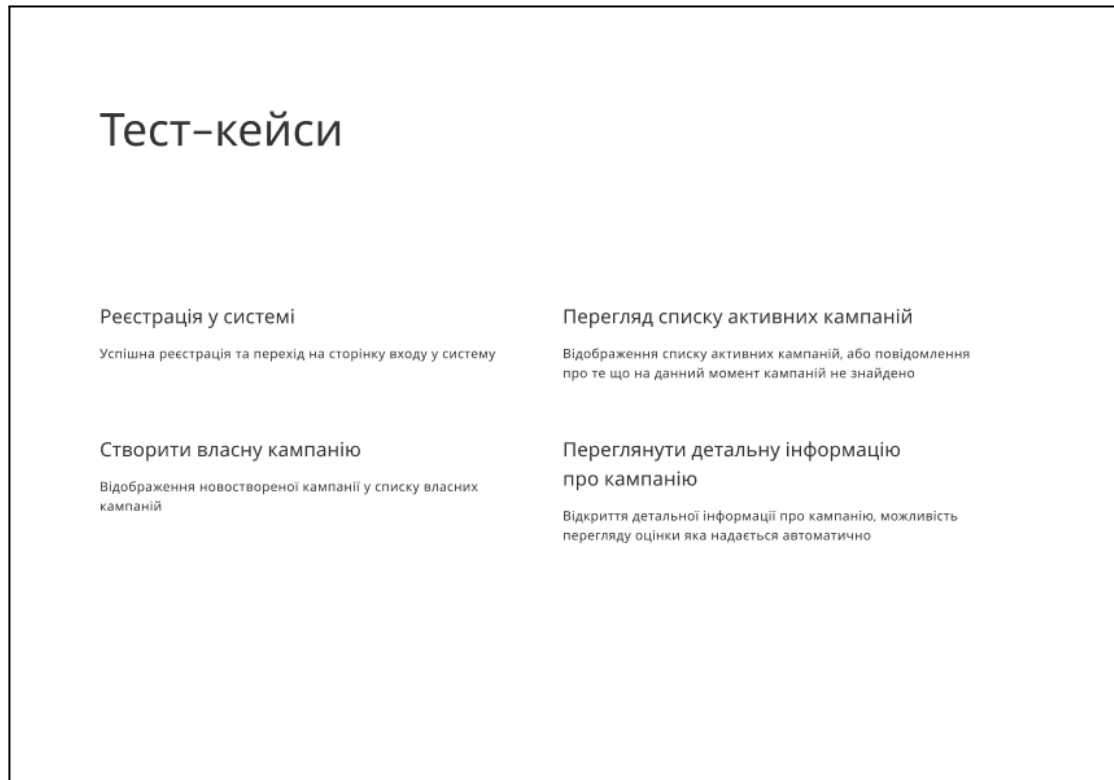 Тест-кейси
Реєстрація у системі
Успішна реєстрація та перехід на сторінку входу у систему
Перегляд списку активних кампаній
Відображення списку активних кампаній, або повідомлення
про те що на данний момент кампаній не знайдено
Створити власну кампанію
Відображення новоствореної кампанії у списку власних
кампаній
Переглянути детальну інформацію
про кампанію
Відкриття детальної інформації про кампанію, можливість
перегляду оцінки яка надається автоматично